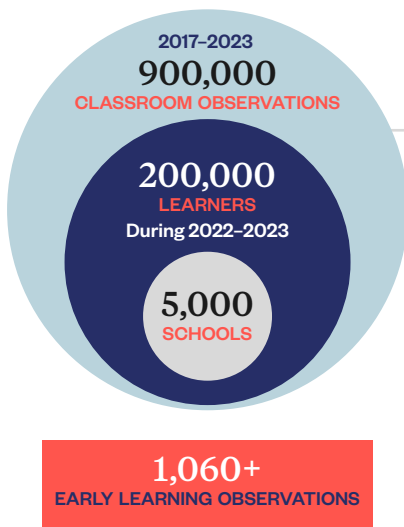 2017–2023
900,000
CLASSROOM OBSERVATIONS
200,000
LEARNERS
During 2022–2023
5,000
SCHOOLS
1,060+
EARLY LEARNING OBSERVATIONS